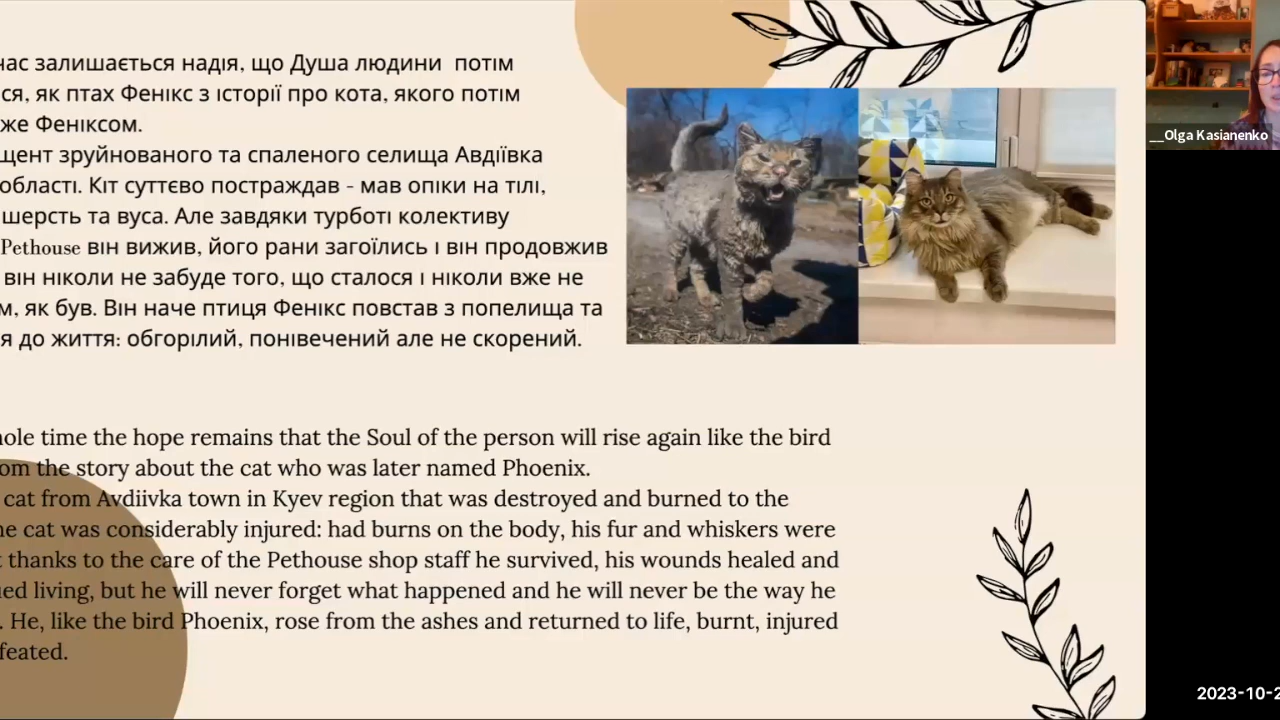 час залишається надія, що Душа людини потім
ся, як птах Фенікс з історії про кота, якого потім
же Феніксом.
щент зруйнованого та спаленого селища Авдіївка
області. Кіт суттєво постраждав - мав опіки на тілі,
шерсть та вуса. Але завдяки турботі колективу
Pethouse він вижив, його рани загоїлись і він продовжив
він ніколи не забуде того, що сталося і ніколи вже не
м, як був. Він наче птиця Фенікс повстав з попелища та
я до життя: обгорілий, понівечений але не скорений.
hole time the hope remains that the Soul of the person will rise again like the bird
om the story about the cat who was later named Phoenix.
cat from Avdiivka town in Kyev region that was destroyed and burned to the
he cat was considerably injured: had burns on the body, his fur and whiskers were
t thanks to the care of the Pethouse shop staff he survived, his wounds healed and
ued living, but he will never forget what happened and he will never be the way he
. He, like the bird Phoenix, rose from the ashes and returned to life, burnt, injured
feated.
__Olga Kasianenko
2023-10-2